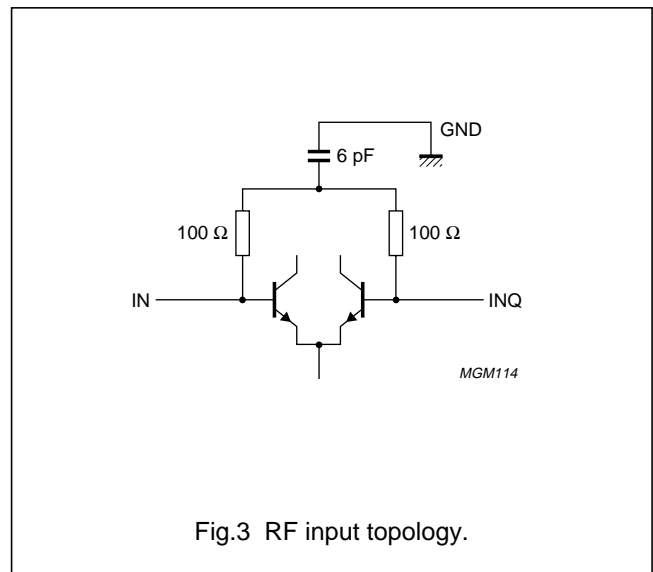 GND
6 pF
100 Ω
100 Ω
IN
INQ
MGM114
Fig.3 RF input topology.